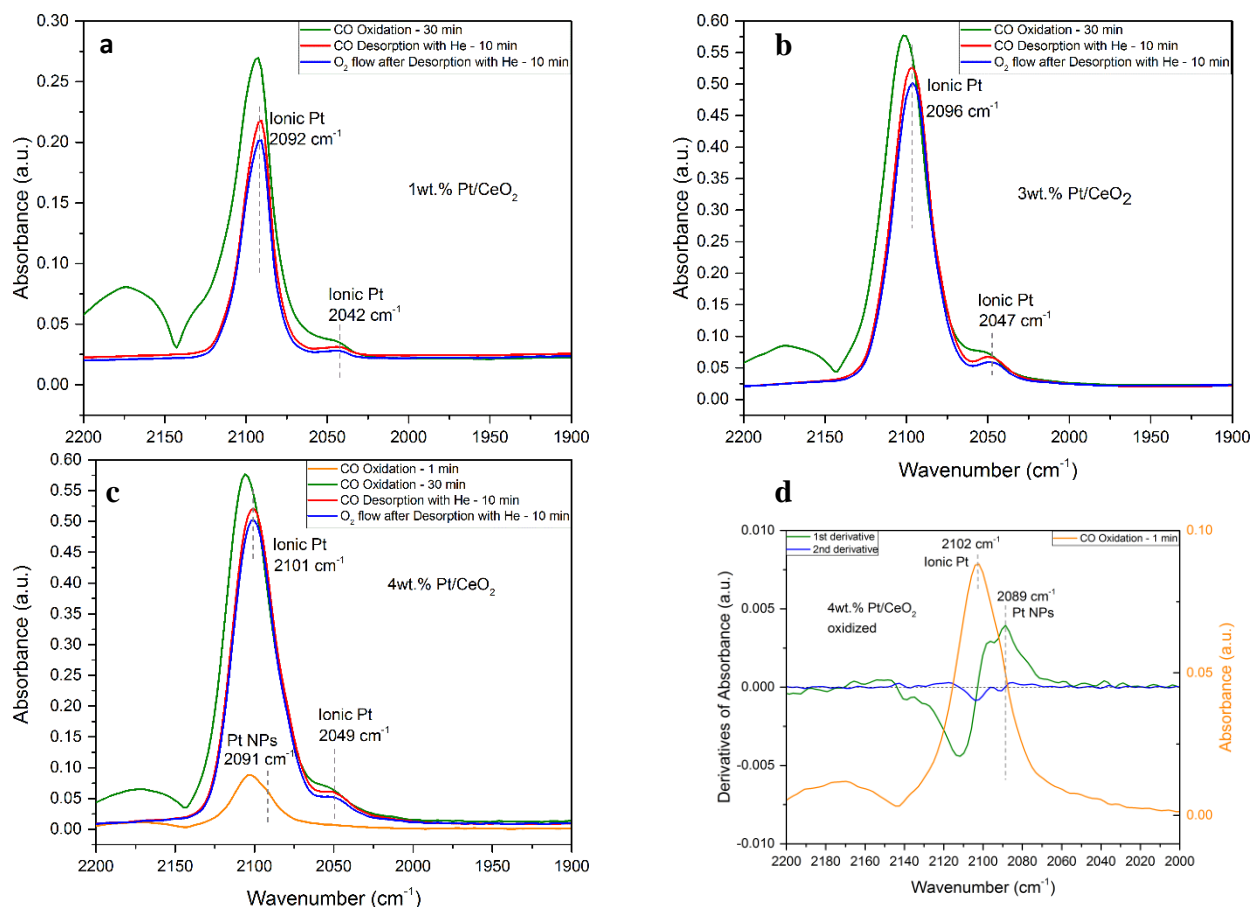 a
CO Oxidation - 30 min
CO Desorption with He - 10 min
O₂ flow after Desorption with He - 10 min
Ionic Pt
2092 cm⁻¹
1wt.% Pt/CeO₂
Ionic Pt
2042 cm⁻¹
0.30
0.25
0.20
0.15
0.10
0.05
0.00
Absorbance (a.u.)
2200 2150 2100 2050 2000 1950 1900
b
CO Oxidation - 30 min
CO Desorption with He - 10 min
O₂ flow after Desorption with He - 10 min
Ionic Pt
2096 cm⁻¹
3wt.% Pt/CeO₂
Ionic Pt
2047 cm⁻¹
0.60
0.55
0.50
0.45
0.40
0.35
0.30
0.25
0.20
0.15
0.10
0.05
0.00
Absorbance (a.u.)
2200 2150 2100 2050 2000 1950 1900
Wavenumber (cm⁻¹)
c
CO Oxidation - 1 min
CO Oxidation - 30 min
CO Desorption with He - 10 min
O₂ flow after Desorption with He - 10 min
Ionic Pt
2101 cm⁻¹
4wt.% Pt/CeO₂
Ionic Pt
2049 cm⁻¹
Pt NPs
2091 cm⁻¹
0.60
0.55
0.50
0.45
0.40
0.35
0.30
0.25
0.20
0.15
0.10
0.05
0.00
Absorbance (a.u.)
2200 2150 2100 2050 2000 1950 1900
Wavenumber (cm⁻¹)
d
1st derivative
2nd derivative
2102 cm⁻¹
Ionic Pt
CO Oxidation - 1 min
2089 cm⁻¹
Pt NPs
4wt.% Pt/CeO₂
oxidized
0.010
0.005
0.000
-0.005
-0.010
Derivatives of Absorbance (a.u.)
0.10
0.05
0.00
Absorbance (a.u.)
2200 2180 2160 2140 2120 2100 2080 2060 2040 2020 2000
Wavenumber (cm⁻¹)